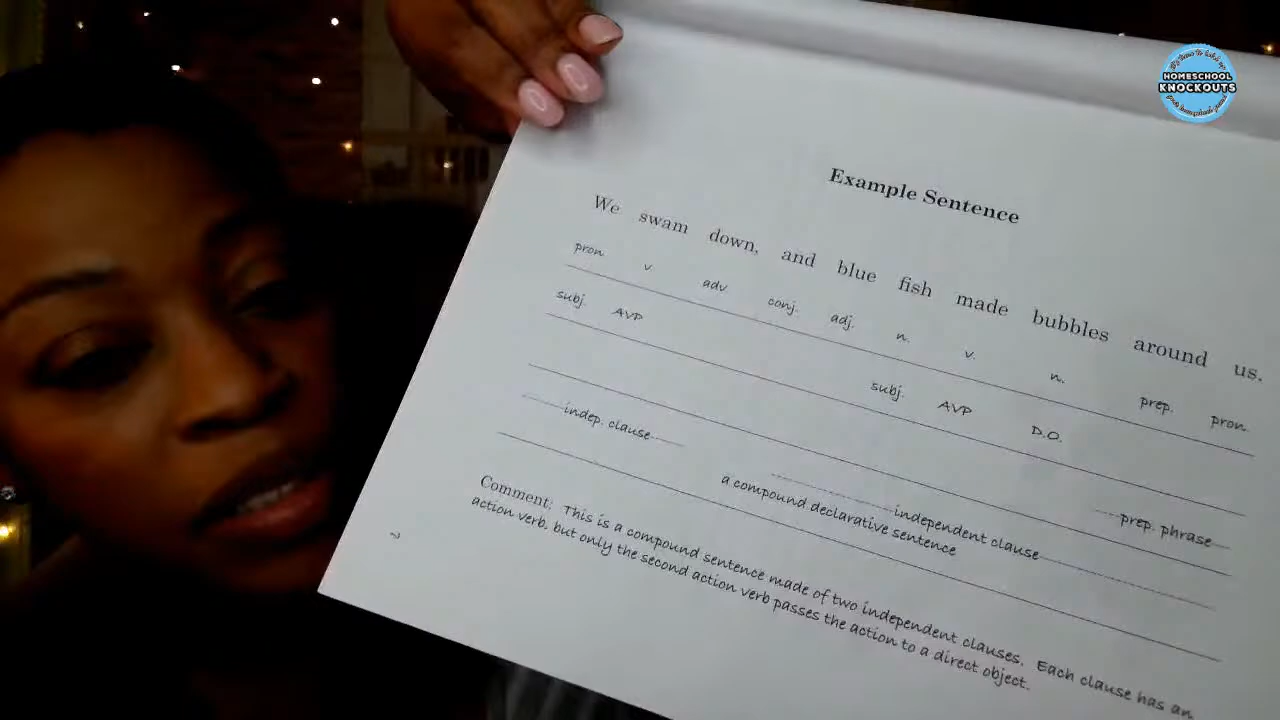 HOMESCHOOL
KNOCKOUTS
Example Sentence
We swam down, and blue fish made bubbles around us.
pron v adv conj. adj. n. v. n. prep. pron.
subj. AVP subj. AVP D.O.
prep. phrase
indep. clause independent clause
a compound declarative sentence
Comment: This is a compound sentence made of two independent clauses. Each clause has an
action verb, but only the second action verb passes the action to a direct object.